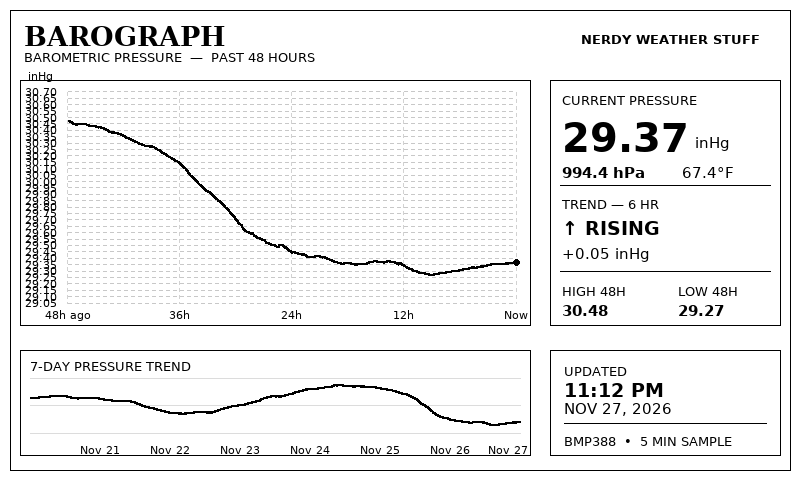 BAROGRAPH
BAROMETRIC PRESSURE — PAST 48 HOURS
NERDY WEATHER STUFF
inHg
30.70
30.65
30.60
30.55
30.50
30.45
30.40
30.35
30.30
30.25
30.20
30.15
30.10
30.05
30.00
29.95
29.90
29.85
29.80
29.75
29.70
29.65
29.60
29.55
29.50
29.45
29.40
29.35
29.30
29.25
29.20
29.15
29.10
29.05
48h ago 36h 24h 12h Now
CURRENT PRESSURE
29.37 inHg
994.4 hPa 67.4°F
TREND — 6 HR
↑ RISING
+0.05 inHg
HIGH 48H LOW 48H
30.48 29.27
7-DAY PRESSURE TREND
Nov 21 Nov 22 Nov 23 Nov 24 Nov 25 Nov 26 Nov 27
UPDATED
11:12 PM
NOV 27, 2026
BMP388 • 5 MIN SAMPLE